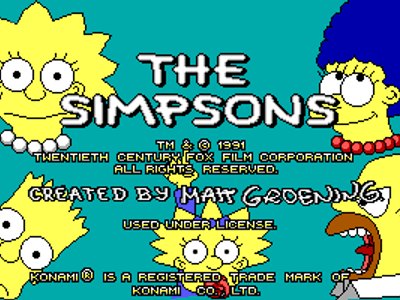 THE
SIMPSONS
TM & © 1991
TWENTIETH CENTURY FOX FILM CORPORATION
ALL RIGHTS RESERVED.
CREATED BY MATT GROENING.
USED UNDER LICENSE.
KONAMI® IS A REGISTERED TRADE MARK OF
KONAMI CO., LTD.